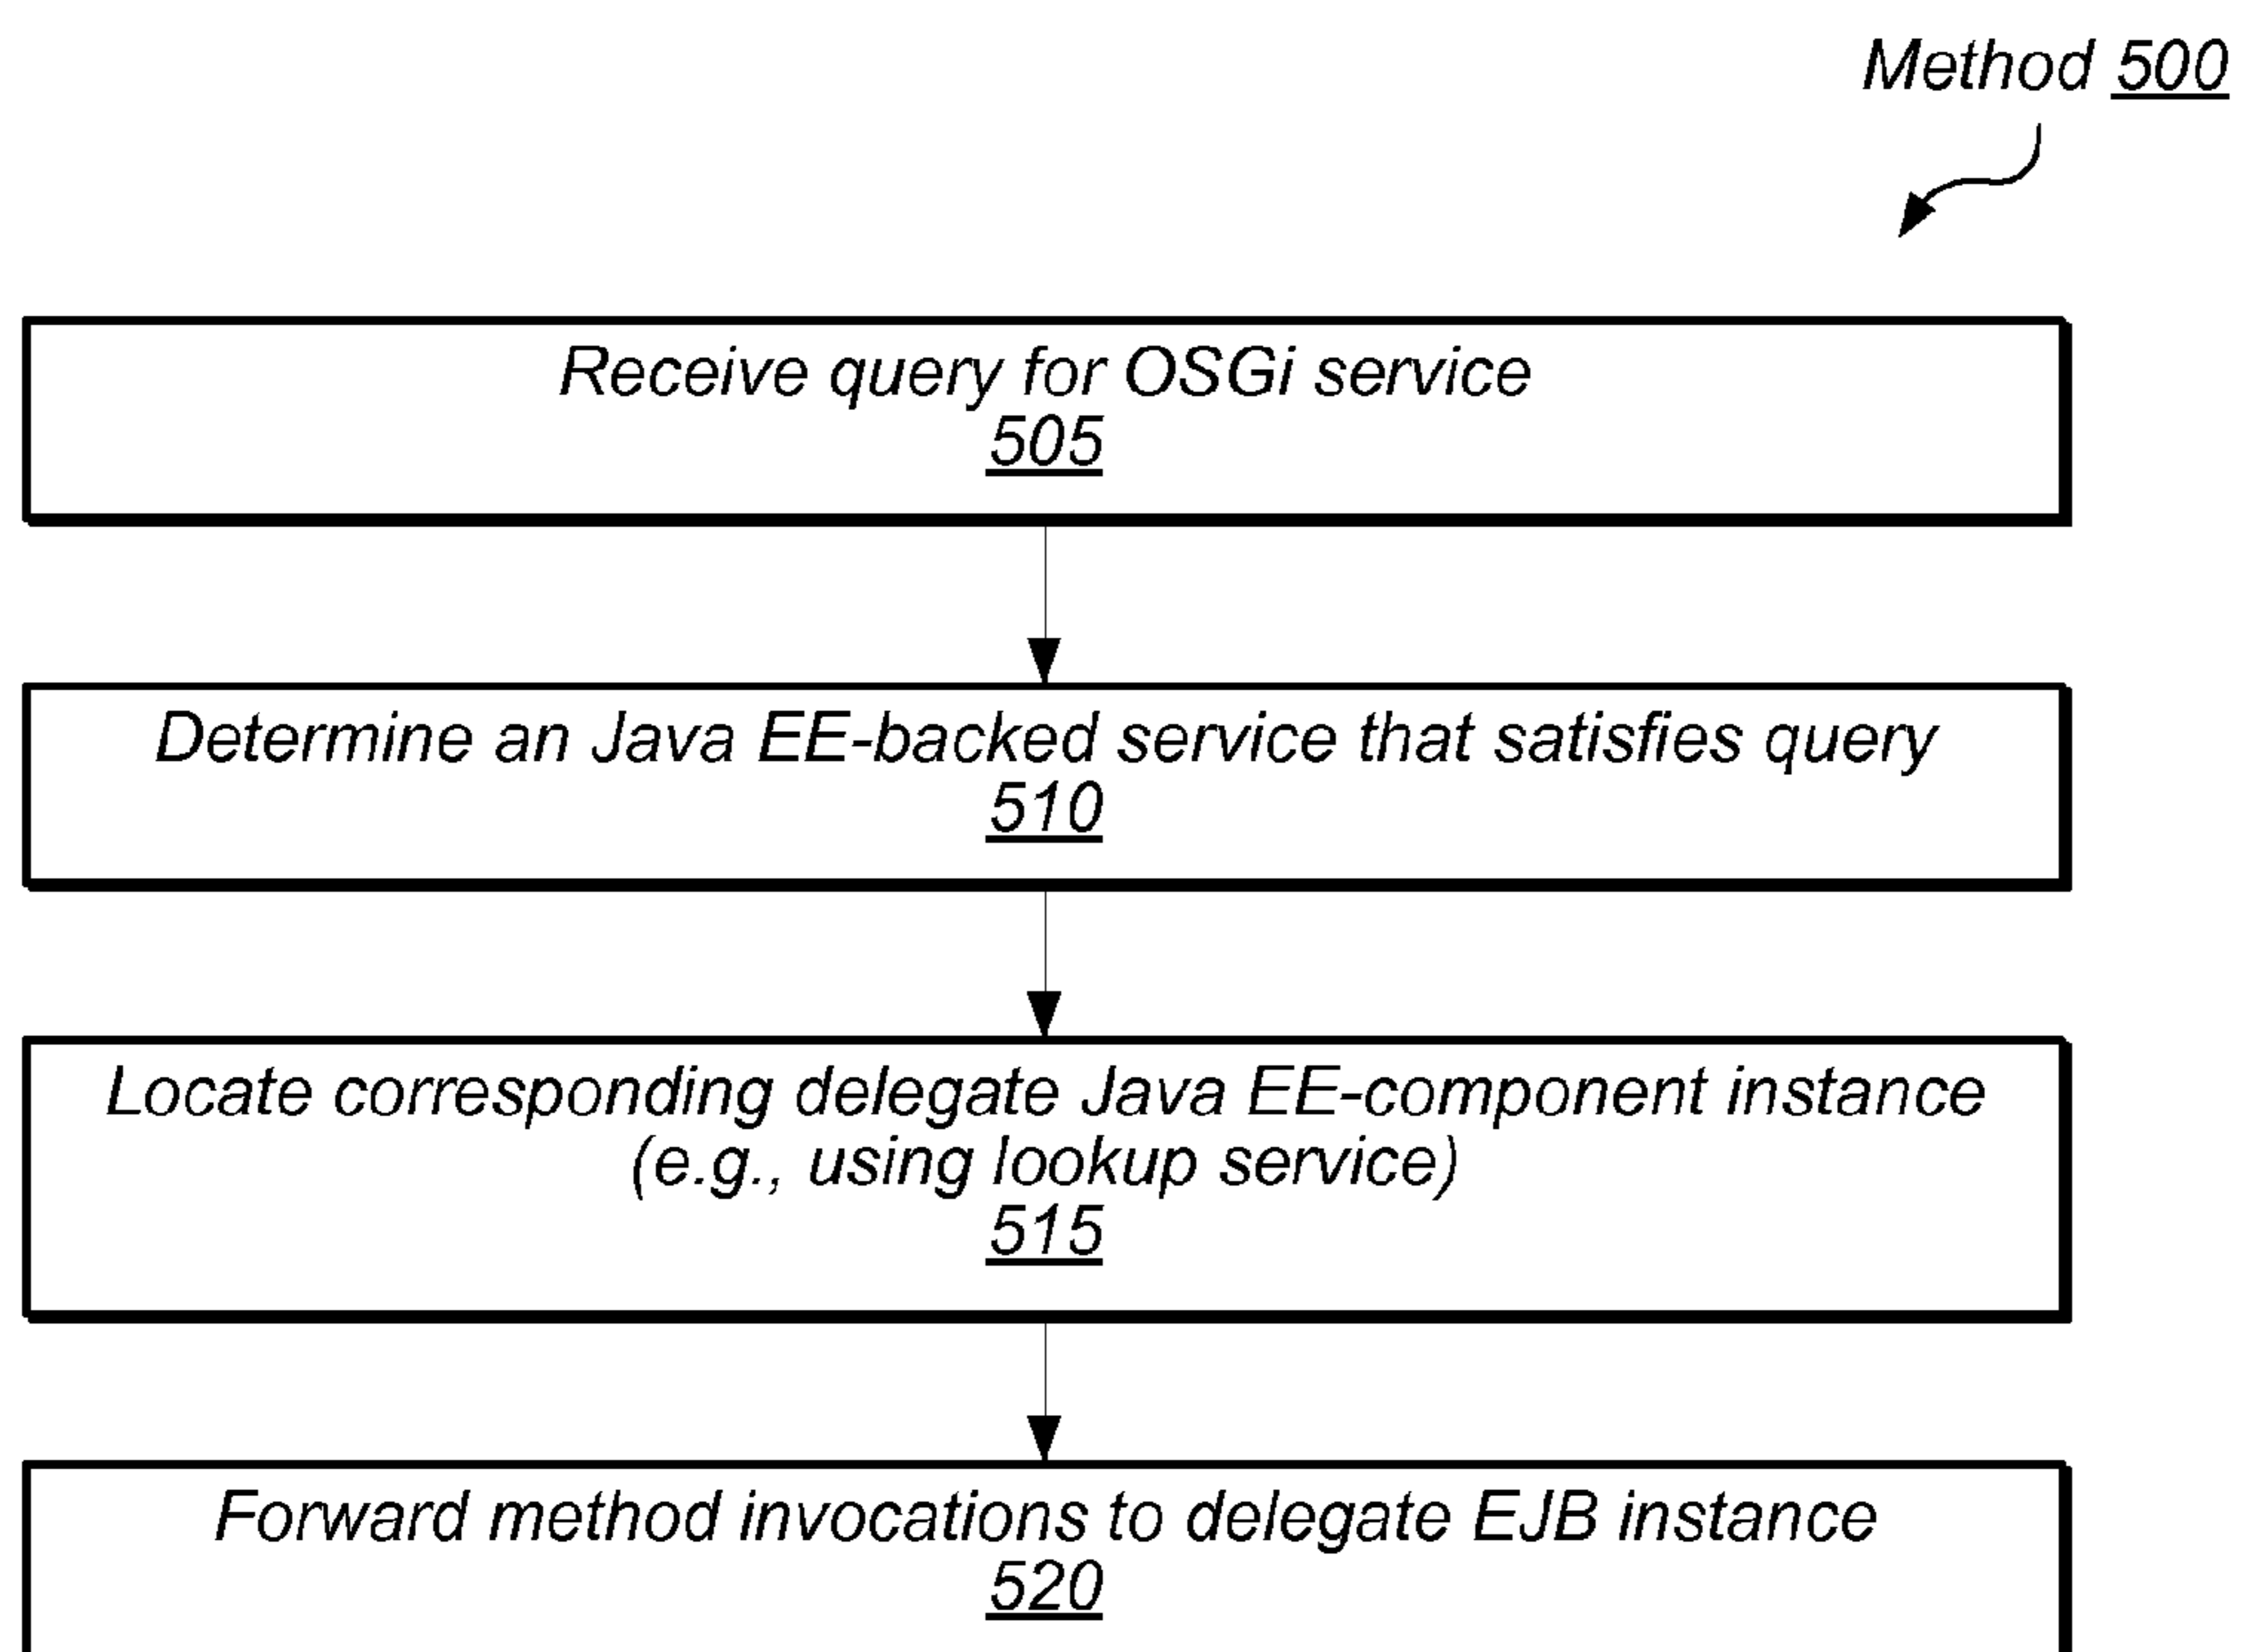 Method 500
Receive query for OSGi service
505
Determine an Java EE-backed service that satisfies query
510
Locate corresponding delegate Java EE-component instance
(e.g., using lookup service)
515
Forward method invocations to delegate EJB instance
520